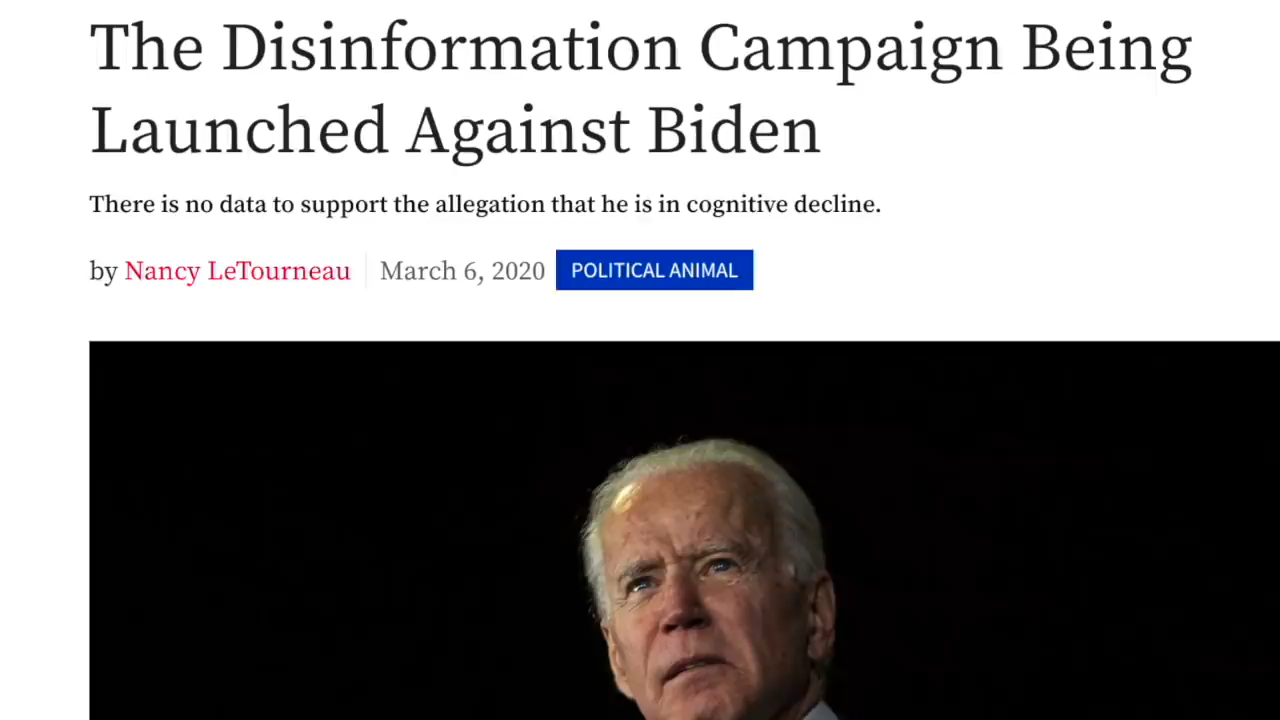 The Disinformation Campaign Being
Launched Against Biden
There is no data to support the allegation that he is in cognitive decline.
by Nancy LeTourneau March 6, 2020 POLITICAL ANIMAL